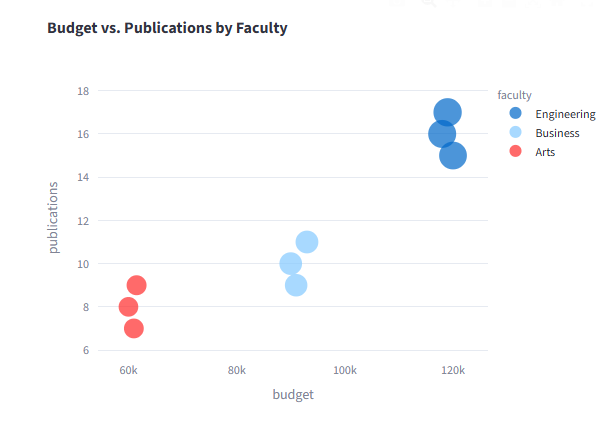 Budget vs. Publications by Faculty
faculty
Engineering
Business
Arts
publications
18
16
14
12
10
8
6
60k
80k
100k
120k
budget